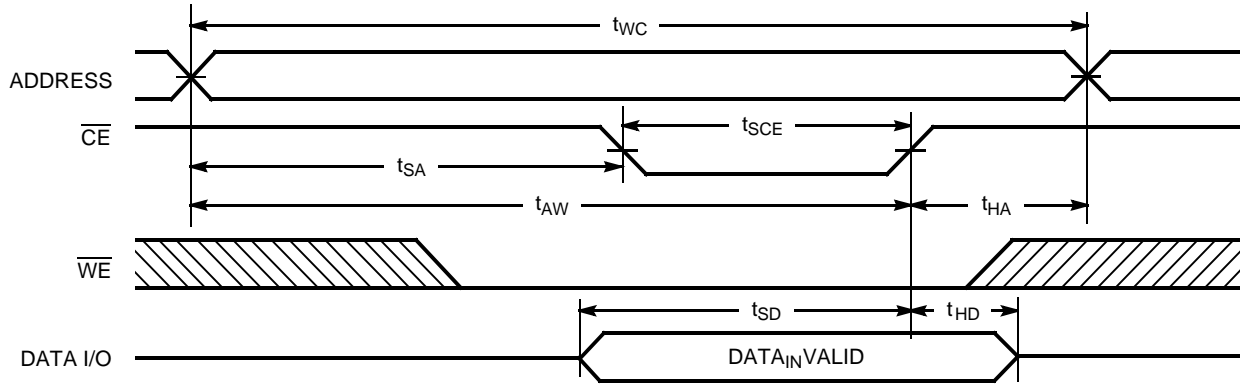 tWC
ADDRESS
CE
tSCE
tSA
tAW
tHA
WE
tSD
tHD
DATA I/O
DATAINVALID